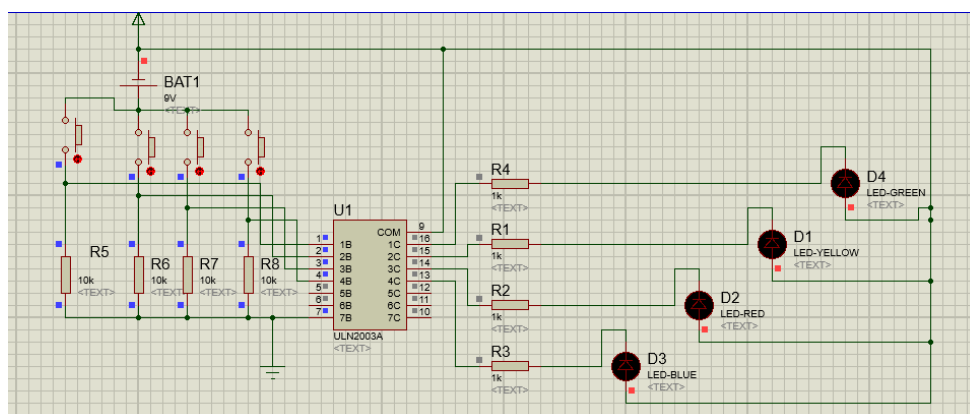 BAT1
9V
<TEXT>
R4
1k
<TEXT>
D4
LED-GREEN
<TEXT>
U1
R5
10k
<TEXT>
R6
10k
<TEXT>
R7
10k
<TEXT>
R8
10k
<TEXT>
1 1B
2 2B
3 3B
4 4B
5 5B
6 6B
7 7B
COM 9
1C 16
2C 15
3C 14
4C 13
5C 12
6C 11
7C 10
ULN2003A
<TEXT>
R1
1k
<TEXT>
D1
LED-YELLOW
<TEXT>
R2
1k
<TEXT>
D2
LED-RED
<TEXT>
R3
1k
<TEXT>
D3
LED-BLUE
<TEXT>